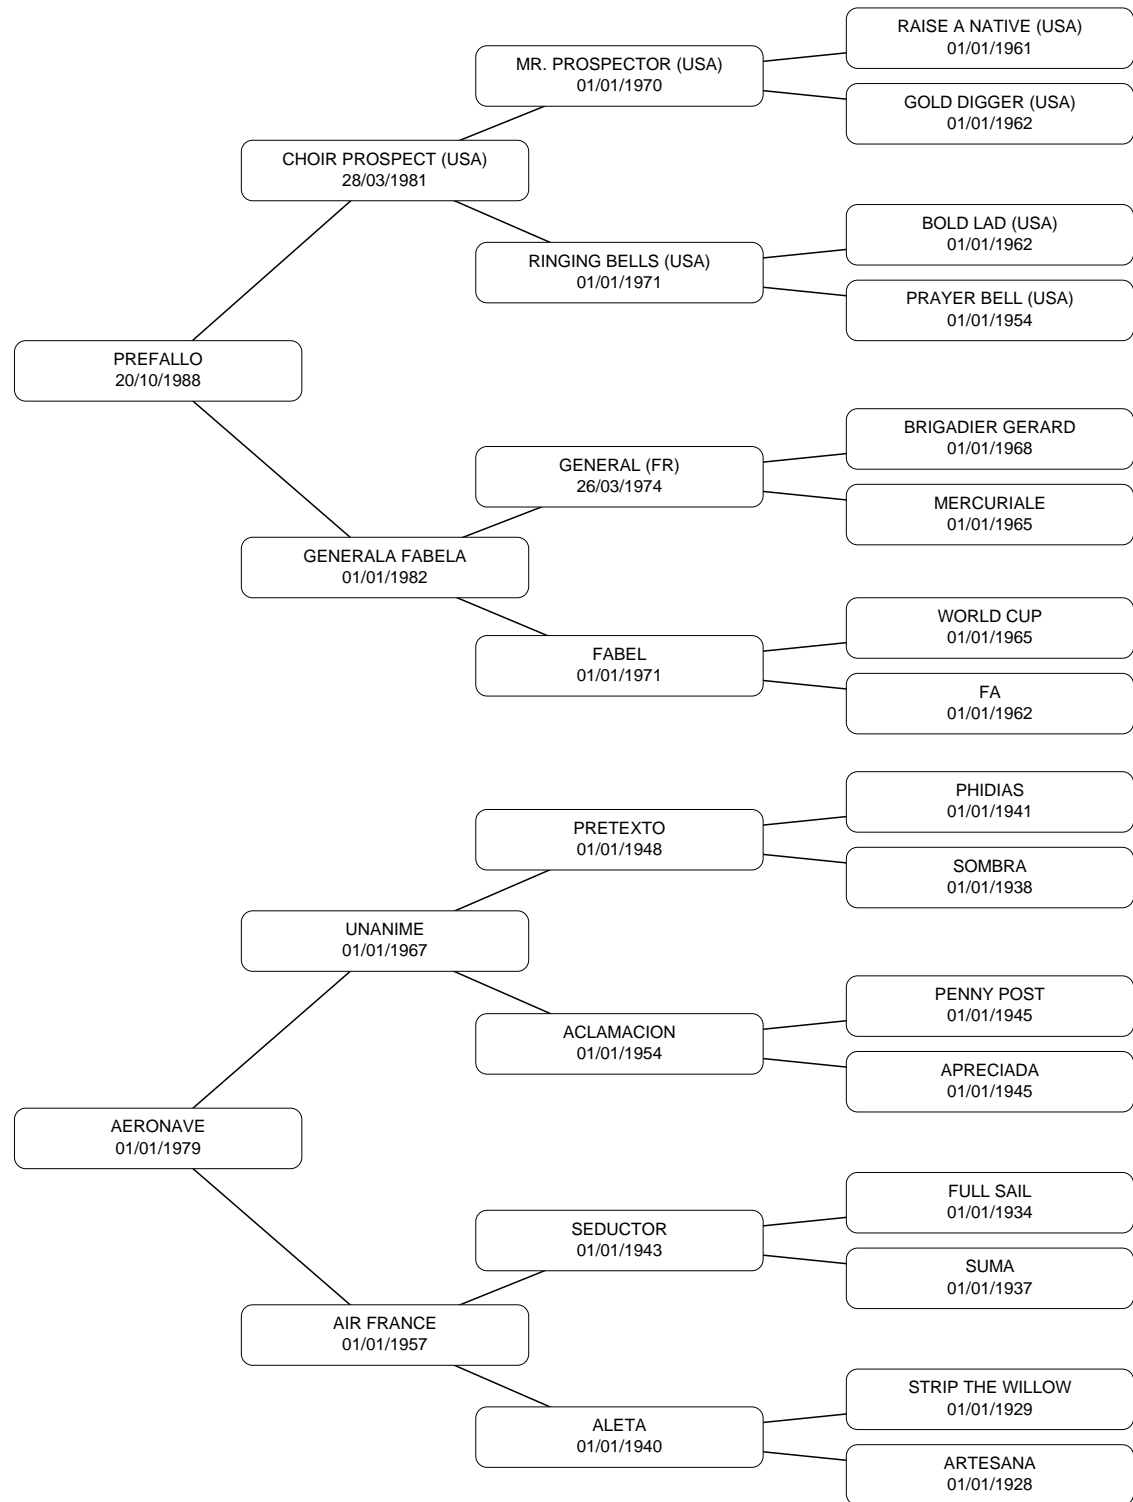 RAISE A NATIVE (USA)
01/01/1961
MR. PROSPECTOR (USA)
01/01/1970
GOLD DIGGER (USA)
01/01/1962
CHOIR PROSPECT (USA)
28/03/1981
BOLD LAD (USA)
01/01/1962
RINGING BELLS (USA)
01/01/1971
PRAYER BELL (USA)
01/01/1954
PREFALLO
20/10/1988
BRIGADIER GERARD
01/01/1968
GENERAL (FR)
26/03/1974
MERCURIALE
01/01/1965
GENERALA FABELA
01/01/1982
WORLD CUP
01/01/1965
FABEL
01/01/1971
FA
01/01/1962
PHIDIAS
01/01/1941
PRETEXTO
01/01/1948
SOMBRA
01/01/1938
UNANIME
01/01/1967
PENNY POST
01/01/1945
ACLAMACION
01/01/1954
APRECIADA
01/01/1945
AERONAVE
01/01/1979
FULL SAIL
01/01/1934
SEDUCTOR
01/01/1943
SUMA
01/01/1937
AIR FRANCE
01/01/1957
STRIP THE WILLOW
01/01/1929
ALETA
01/01/1940
ARTESANA
01/01/1928